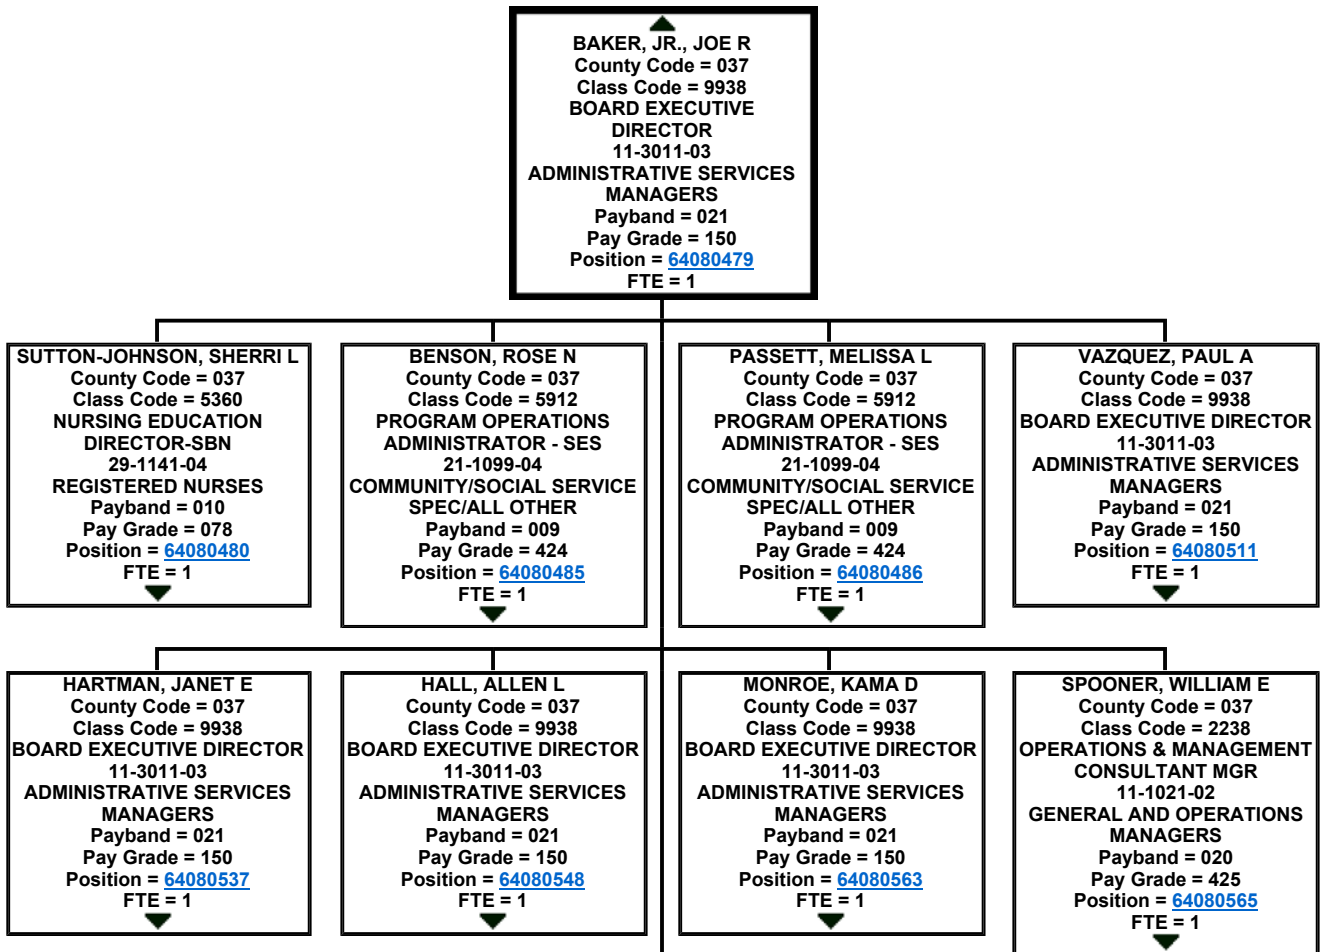 BAKER, JR., JOE R
County Code = 037
Class Code = 9938
BOARD EXECUTIVE
DIRECTOR
11-3011-03
ADMINISTRATIVE SERVICES
MANAGERS
Payband = 021
Pay Grade = 150
Position = 64080479
FTE = 1
SUTTON-JOHNSON, SHERRI L
County Code = 037
Class Code = 5360
NURSING EDUCATION
DIRECTOR-SBN
29-1141-04
REGISTERED NURSES
Payband = 010
Pay Grade = 078
Position = 64080480
FTE = 1
BENSON, ROSE N
County Code = 037
Class Code = 5912
PROGRAM OPERATIONS
ADMINISTRATOR - SES
21-1099-04
COMMUNITY/SOCIAL SERVICE
SPEC/ALL OTHER
Payband = 009
Pay Grade = 424
Position = 64080485
FTE = 1
PASSETT, MELISSA L
County Code = 037
Class Code = 5912
PROGRAM OPERATIONS
ADMINISTRATOR - SES
21-1099-04
COMMUNITY/SOCIAL SERVICE
SPEC/ALL OTHER
Payband = 009
Pay Grade = 424
Position = 64080486
FTE = 1
VAZQUEZ, PAUL A
County Code = 037
Class Code = 9938
BOARD EXECUTIVE DIRECTOR
11-3011-03
ADMINISTRATIVE SERVICES
MANAGERS
Payband = 021
Pay Grade = 150
Position = 64080511
FTE = 1
HARTMAN, JANET E
County Code = 037
Class Code = 9938
BOARD EXECUTIVE DIRECTOR
11-3011-03
ADMINISTRATIVE SERVICES
MANAGERS
Payband = 021
Pay Grade = 150
Position = 64080537
FTE = 1
HALL, ALLEN L
County Code = 037
Class Code = 9938
BOARD EXECUTIVE DIRECTOR
11-3011-03
ADMINISTRATIVE SERVICES
MANAGERS
Payband = 021
Pay Grade = 150
Position = 64080548
FTE = 1
MONROE, KAMA D
County Code = 037
Class Code = 9938
BOARD EXECUTIVE DIRECTOR
11-3011-03
ADMINISTRATIVE SERVICES
MANAGERS
Payband = 021
Pay Grade = 150
Position = 64080563
FTE = 1
SPOONER, WILLIAM E
County Code = 037
Class Code = 2238
OPERATIONS & MANAGEMENT
CONSULTANT MGR
11-1021-02
GENERAL AND OPERATIONS
MANAGERS
Payband = 020
Pay Grade = 425
Position = 64080565
FTE = 1